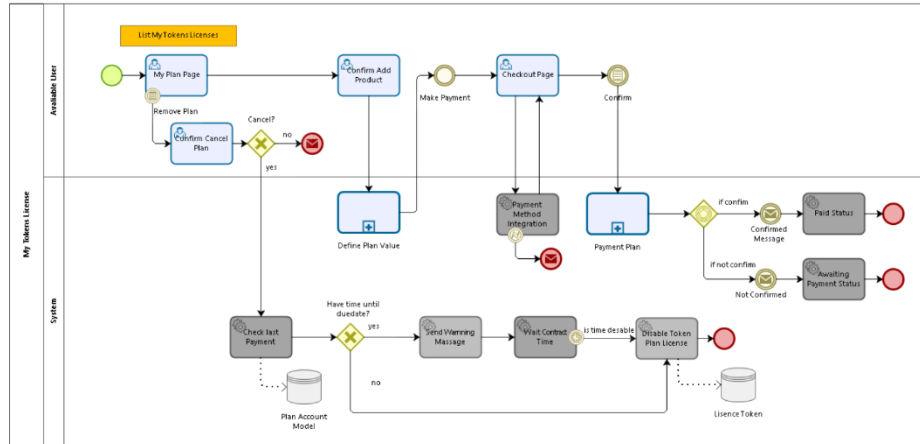 List My Tokens Licenses
My Plan Page
Confirm Add
Product
Make Payment
Checkout Page
Confirm
Remove Plan
Cancel?
Confirm Cancel
Plan
no
yes
Avaliable User
My Tokens License
System
Define Plan Value
Payment
Method
Integration
Payment Plan
if confirm
Confirmed
Message
Paid Status
if not confirm
Not Confirmed
Awaiting
Payment Status
Have time until
duedate?
Check last
Payment
yes
Send Warnning
Massage
Wait Contract
Time
is time desable
Disable Token
Plan License
no
Plan Account
Model
Lisence Token